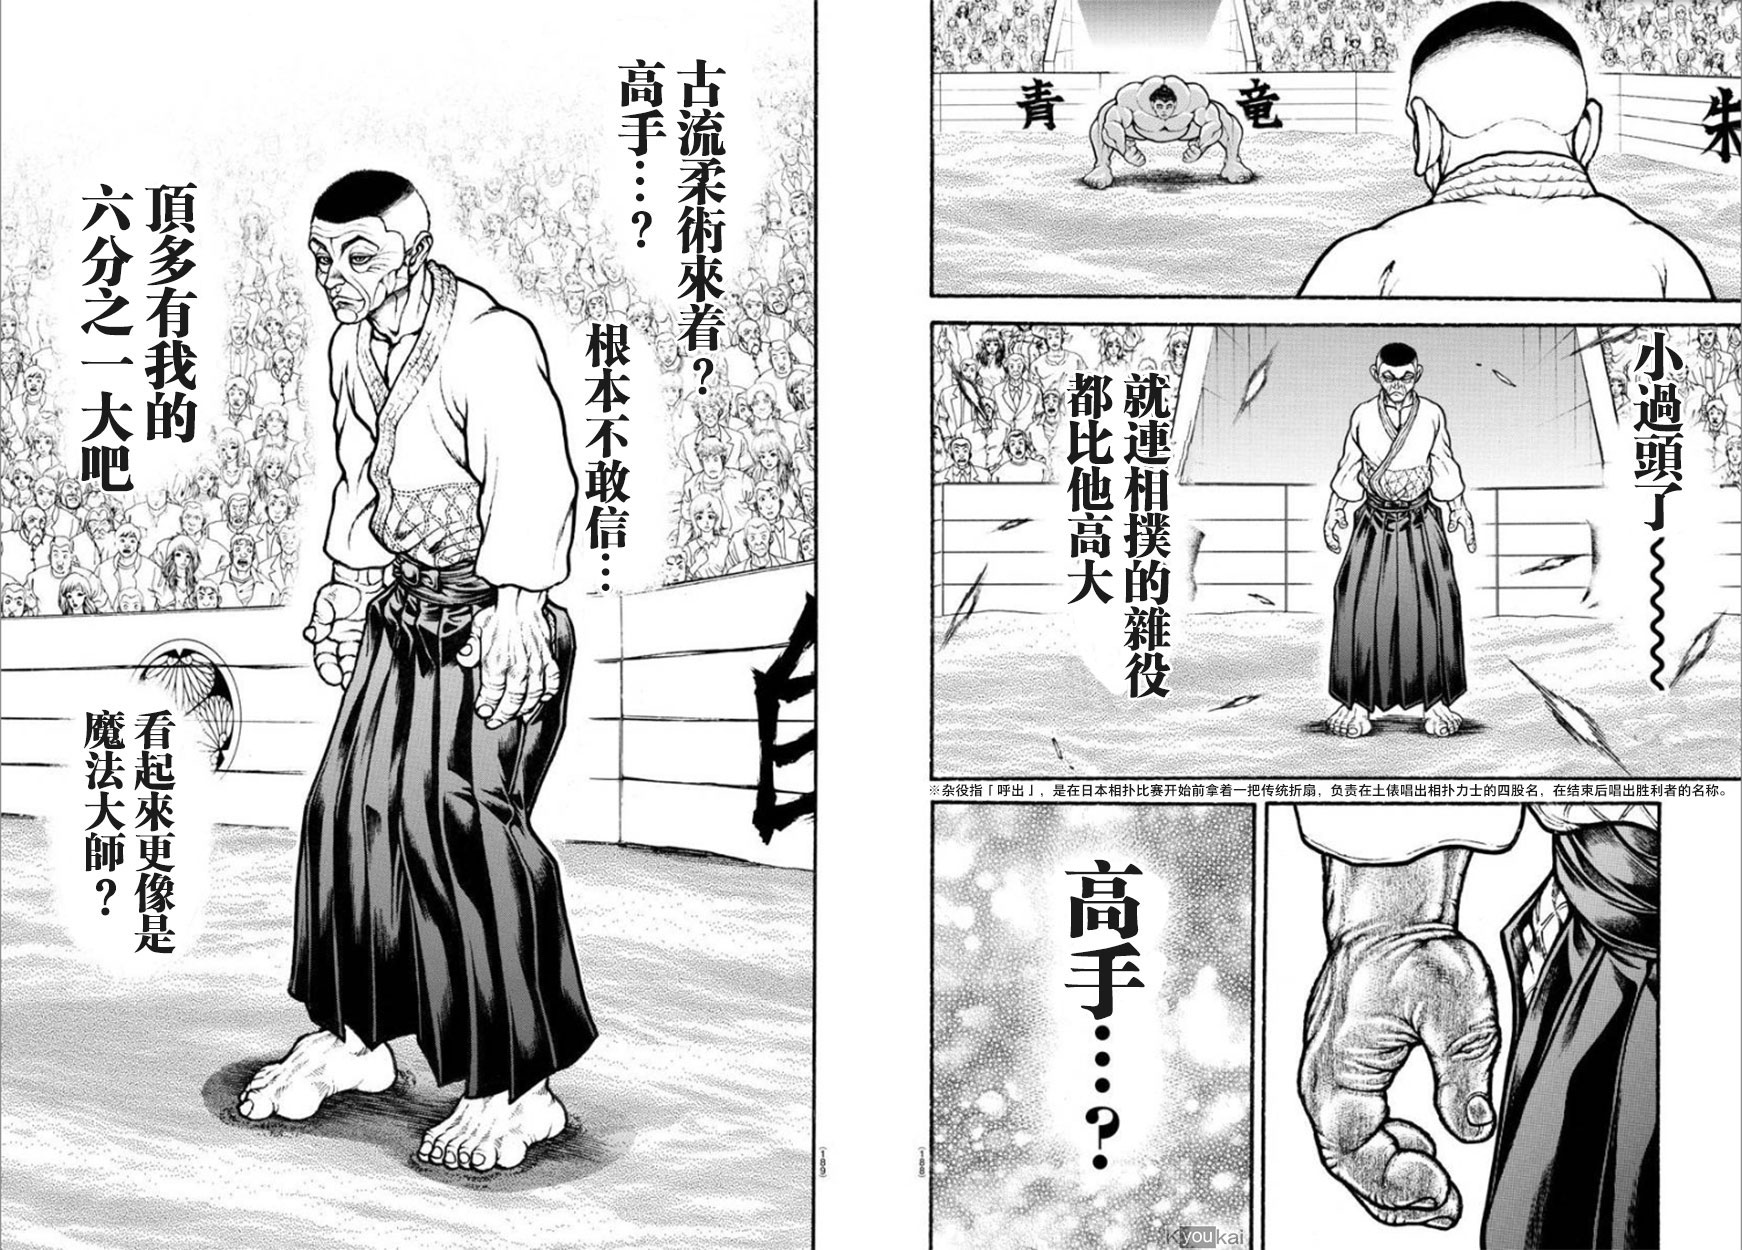 青
竜
朱
小過頭了
就連相撲的雜役
都比他高大
※杂役指「呼出」，是在日本相扑比赛开始前拿着一把传统折扇，负责在土俵唱出相扑力士的四股名，在结束后唱出胜利者的名称。
高手…？
(188)
Kyoukai
古流柔術來着？
高手…？
根本不敢信…
頂多有我的
六分之一大吧
看起來更像是
魔法大師？
(189)